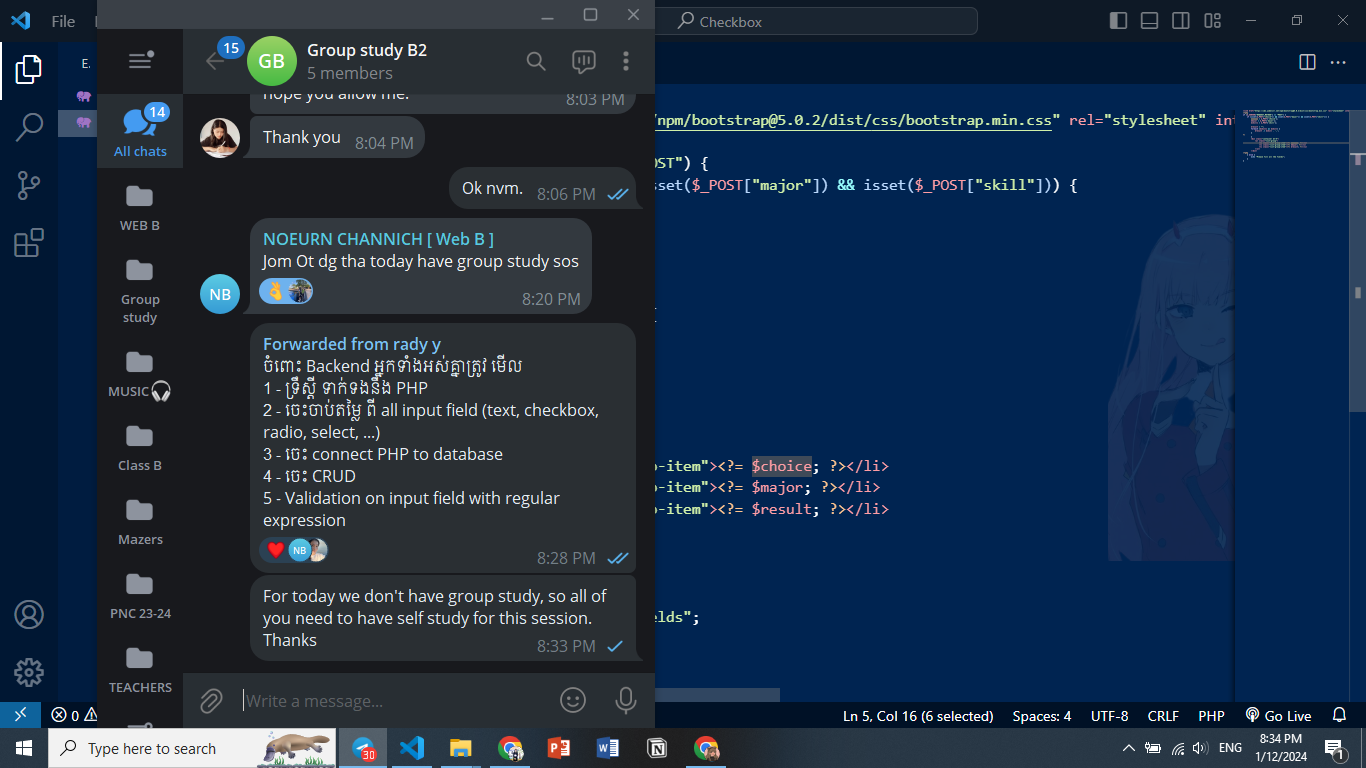 File
Checkbox
E.
15
GB
Group study B2
5 members
14
All chats
WEB B
Group
study
MUSIC🎧
Class B
Mazers
PNC 23-24
TEACHERS
hope you allow me.
8:03 PM
Thank you
8:04 PM
Ok nvm.
8:06 PM
NOEURN CHANNICH [ Web B ]
Jom Ot dg tha today have group study sos
NB
8:20 PM
Forwarded from rady y
ចំពោះ Backend អ្នកទាំងអស់គ្នាត្រូវ មើល
1 - ទ្រឹស្ដី ទាក់ទងនឹង PHP
2 - ចេះចាប់តម្លៃ ពី all input field (text, checkbox,
radio, select, ...)
3 - ចេះ connect PHP to database
4 - ចេះ CRUD
5 - Validation on input field with regular
expression
NB
8:28 PM
For today we don't have group study, so all of
you need to have self study for this session.
Thanks
8:33 PM
Write a message...
/npm/bootstrap@5.0.2/dist/css/bootstrap.min.css" rel="stylesheet" int
OST") {
sset($_POST["major"]) && isset($_POST["skill"])) {
o-item"><?= $choice; ?></li>
o-item"><?= $major; ?></li>
o-item"><?= $result; ?></li>
elds";
0
Ln 5, Col 16 (6 selected)
Spaces: 4
UTF-8
CRLF
PHP
Go Live
Type here to search
30
ENG
8:34 PM
1/12/2024
1